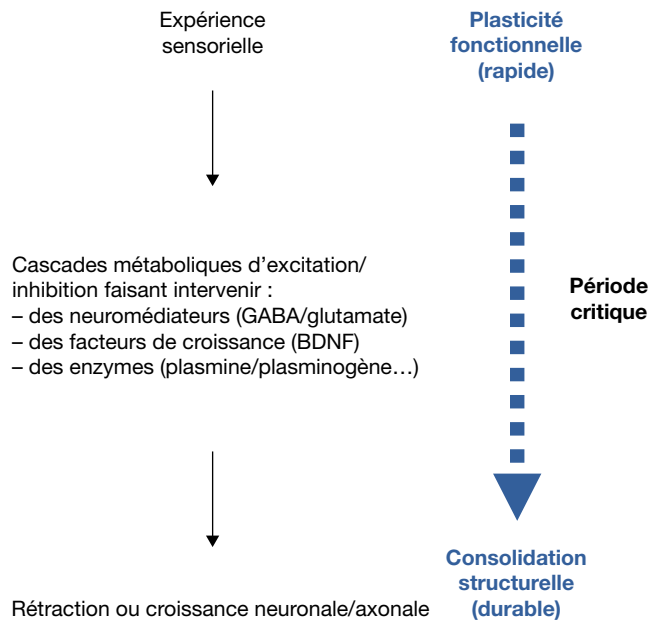 Expérience
sensorielle
Plasticité
fonctionnelle
(rapide)
Cascades métaboliques d’excitation/
inhibition faisant intervenir :
– des neuromédiateurs (GABA/glutamate)
– des facteurs de croissance (BDNF)
– des enzymes (plasmine/plasminogène…)
Période
critique
Rétraction ou croissance neuronale/axonale
Consolidation
structurelle
(durable)